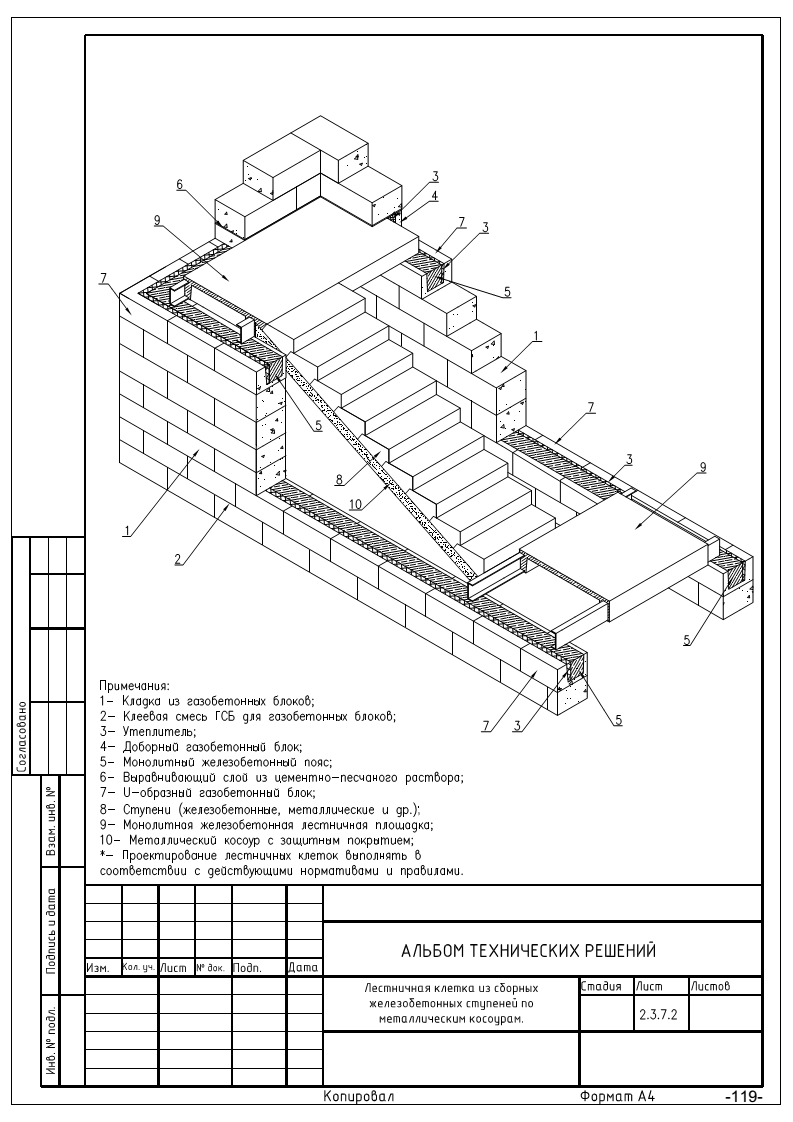 3
6
4
9
7
3
7
5
1
7
5
3
9
8
10
1
2
5
7
3
5
Примечания:
1– Кладка из газобетонных блоков;
2– Клеевая смесь ГСБ для газобетонных блоков;
3– Утеплитель;
4– Доборный газобетонный блок;
5– Монолитный железобетонный пояс;
6– Выравнивающий слой из цементно–песчаного раствора;
7– U–образный газобетонный блок;
8– Ступени (железобетонные, металлические и др.);
9– Монолитная железобетонная лестничная площадка;
10– Металлический косоур с защитным покрытием;
*– Проектирование лестничных клеток выполнять в
соответствии с действующими нормативами и правилами.
Согласовано
Взам. инв. №
Подпись и дата
Инв. № подл.
АЛЬБОМ ТЕХНИЧЕСКИХ РЕШЕНИЙ
Изм. Кол. уч. Лист № док. Подп. Дата
Лестничная клетка из сборных
железобетонных ступеней по
металлическим косоурам.
Стадия Лист Листов
2.3.7.2
Копировал Формат А4 -119-